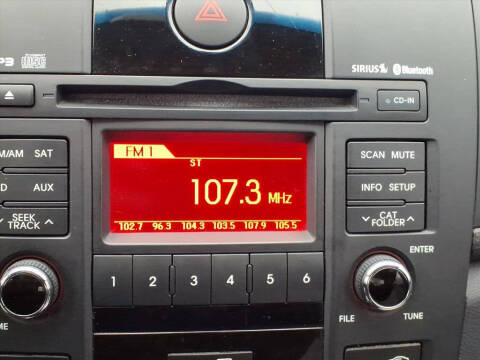 P3
SIRIUS Bluetooth
CD-IN
M/AM SAT
D AUX
SEEK
TRACK
FM 1
ST
107.3 MHz
102.7 96.3 104.3 103.5 107.9 105.5
1 2 3 4 5 6
SCAN MUTE
INFO SETUP
CAT
FOLDER
ENTER
FILE TUNE
ME